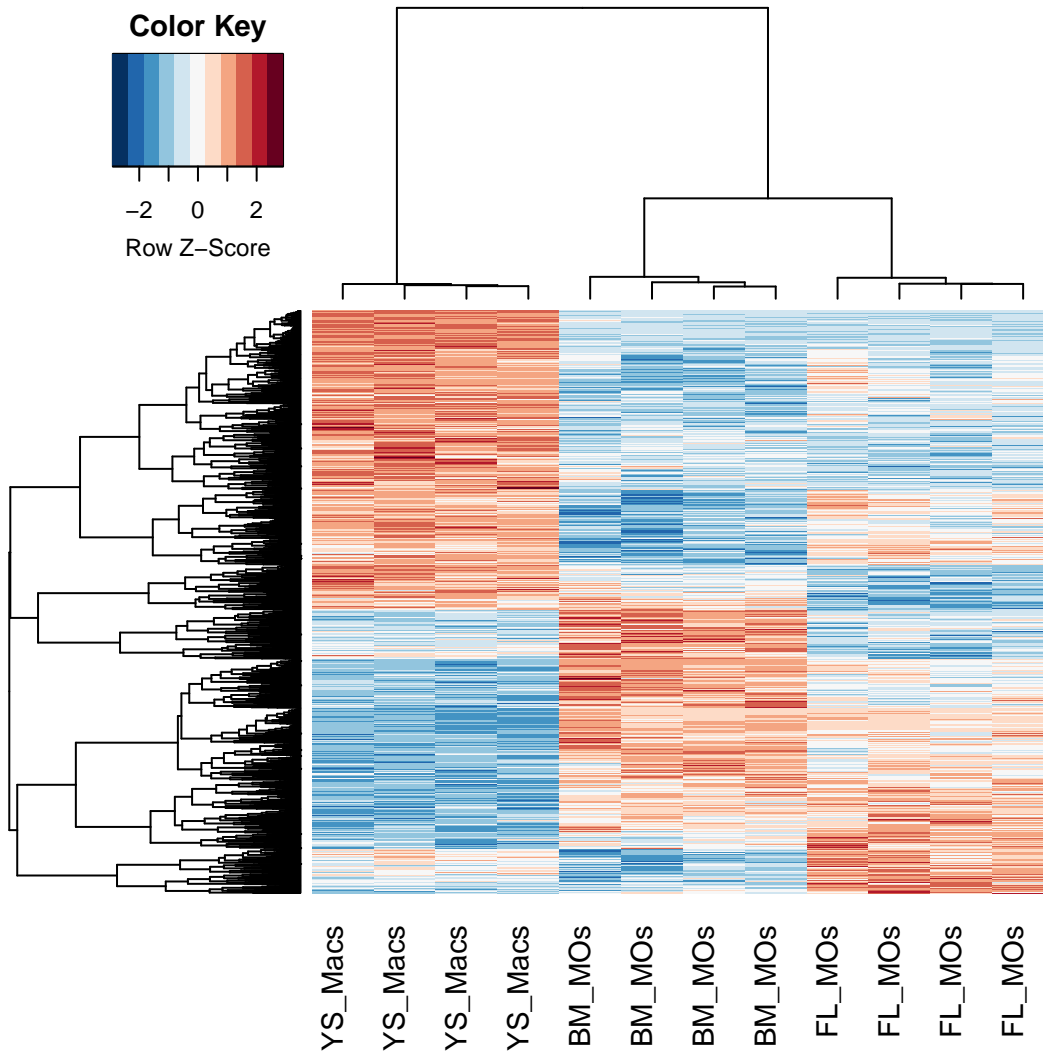 Color Key
−2 0 2
Row Z−Score
YS_Macs
YS_Macs
YS_Macs
YS_Macs
BM_MOs
BM_MOs
BM_MOs
BM_MOs
FL_MOs
FL_MOs
FL_MOs
FL_MOs